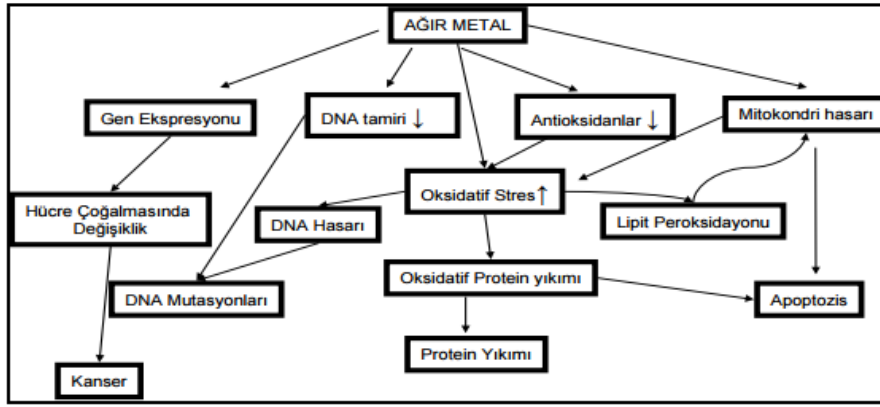 AĞIR METAL
Gen Ekspresyonu
DNA tamiri ↓
Antioksidanlar ↓
Mitokondri hasarı
Hücre Çoğalmasında
Değişiklik
DNA Hasarı
Oksidatif Stres↑
Lipit Peroksidayonu
DNA Mutasyonları
Oksidatif Protein yıkımı
Apoptozis
Kanser
Protein Yıkımı